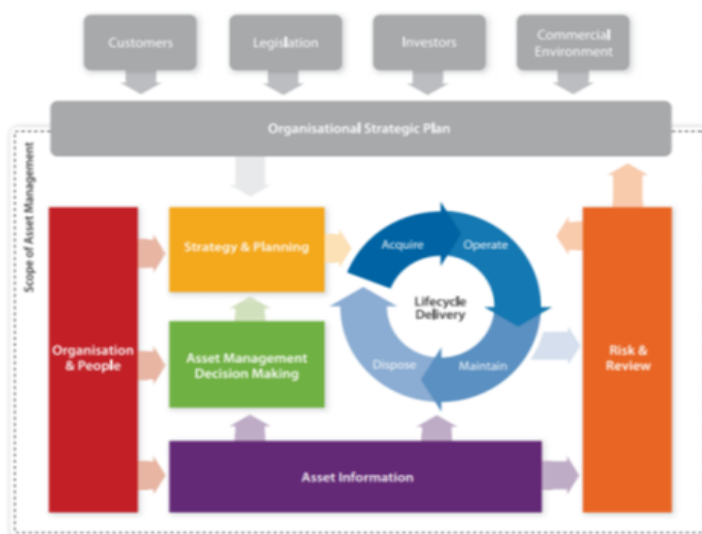 Customers
Legislation
Investors
Commercial
Environment
Organisational Strategic Plan
Scope of Asset Management
Organisation
& People
Strategy & Planning
Asset Management
Decision Making
Acquire
Operate
Lifecycle
Delivery
Dispose
Maintain
Risk &
Review
Asset Information